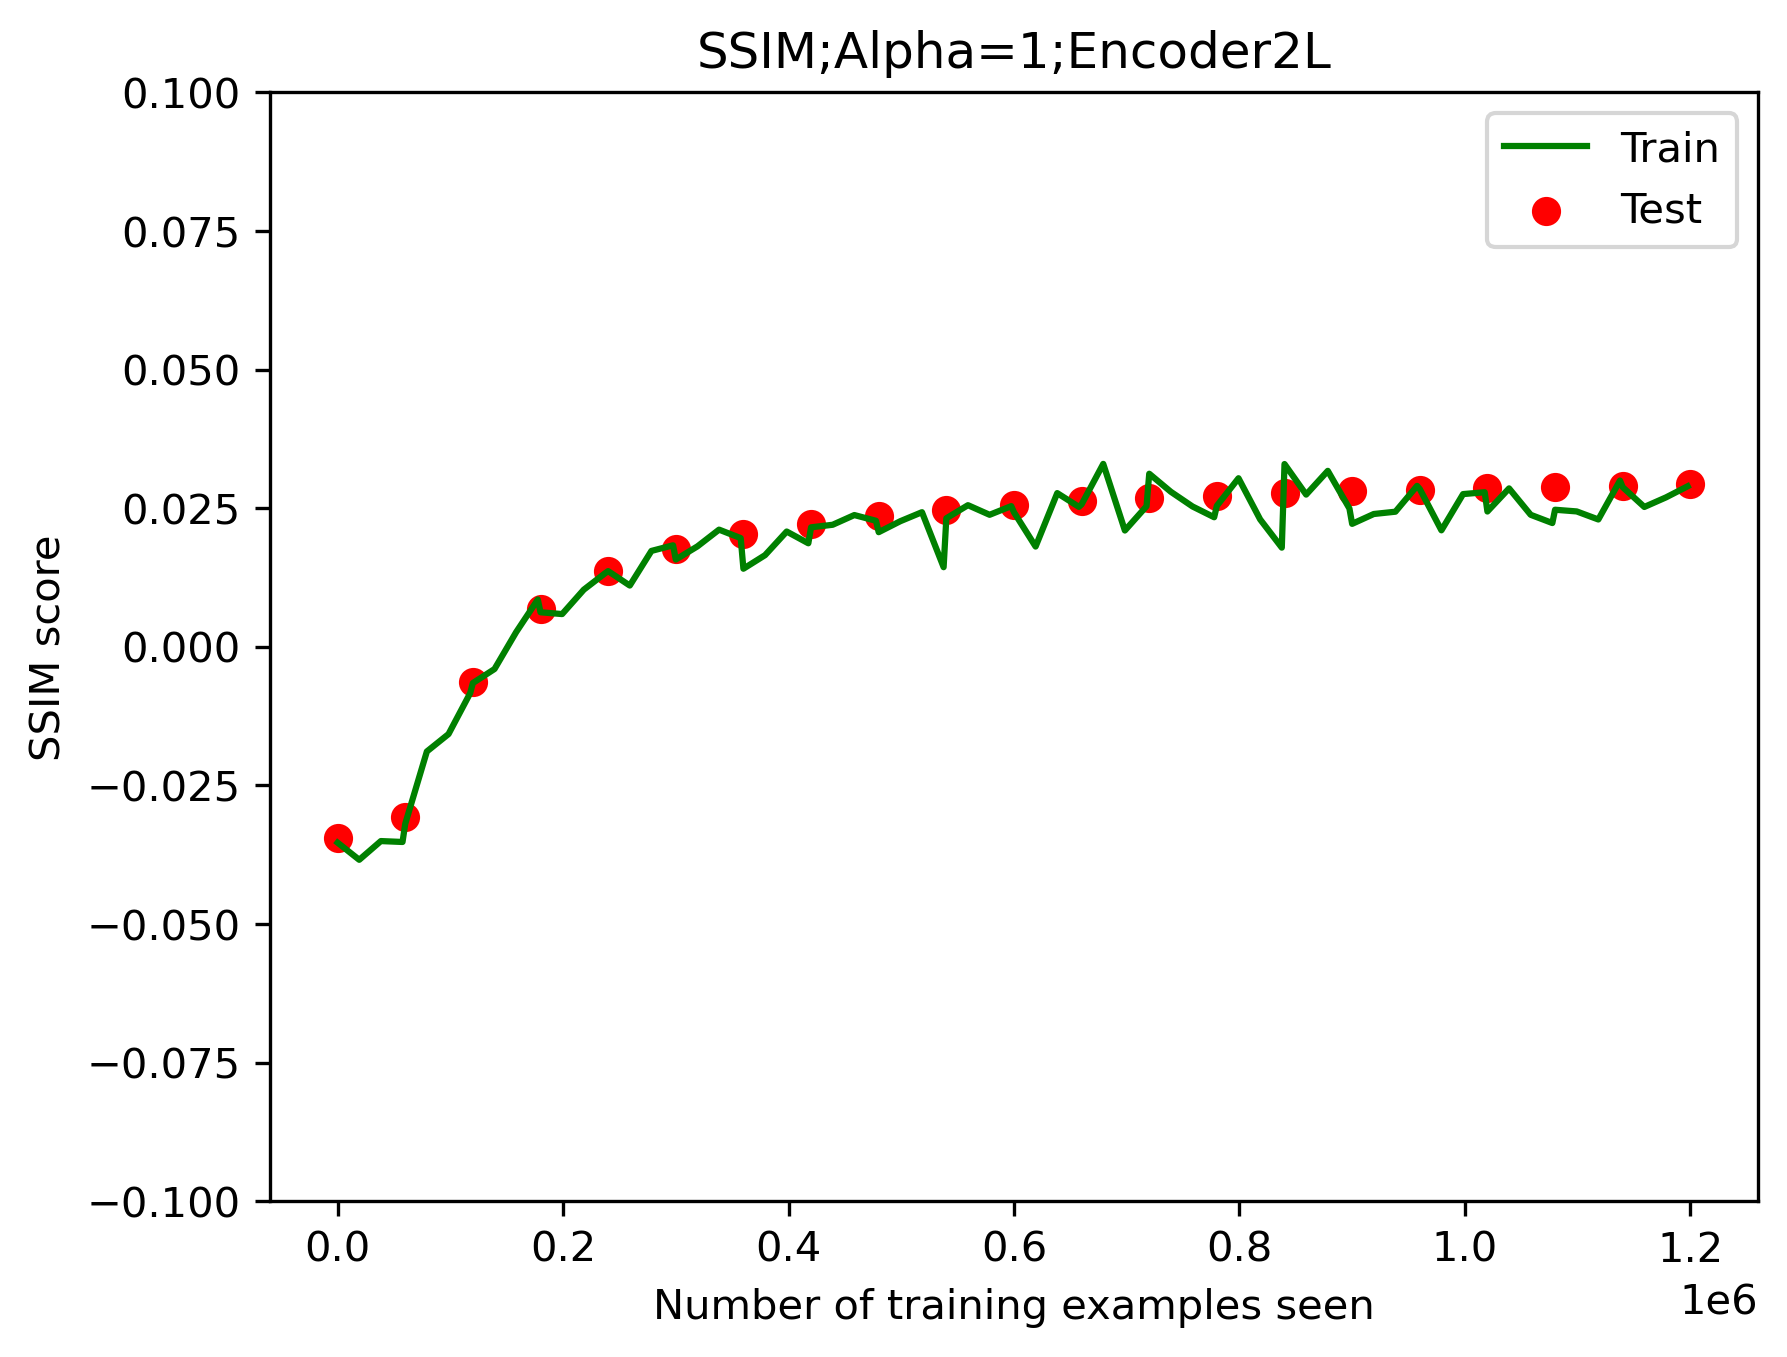 SSIM;Alpha=1;Encoder2L
0.100
0.075
0.050
0.025
0.000
−0.025
−0.050
−0.075
−0.100
SSIM score
Train
Test
0.0 0.2 0.4 0.6 0.8 1.0 1.2
1e6
Number of training examples seen